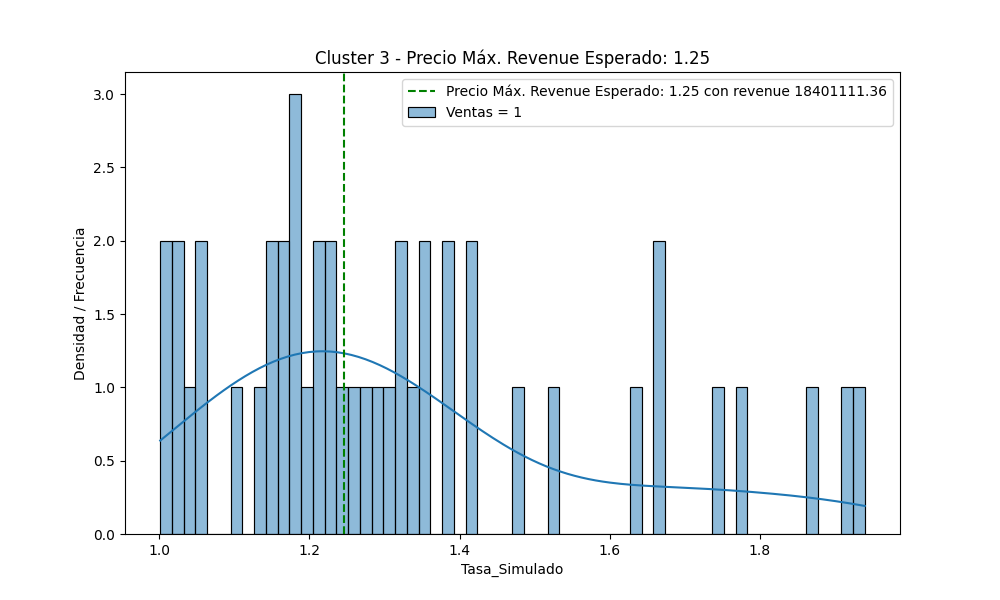 Cluster 3 - Precio Máx. Revenue Esperado: 1.25
Precio Máx. Revenue Esperado: 1.25 con revenue 18401111.36
Ventas = 1
Densidad / Frecuencia
3.0
2.5
2.0
1.5
1.0
0.5
0.0
1.0 1.2 1.4 1.6 1.8
Tasa_Simulado